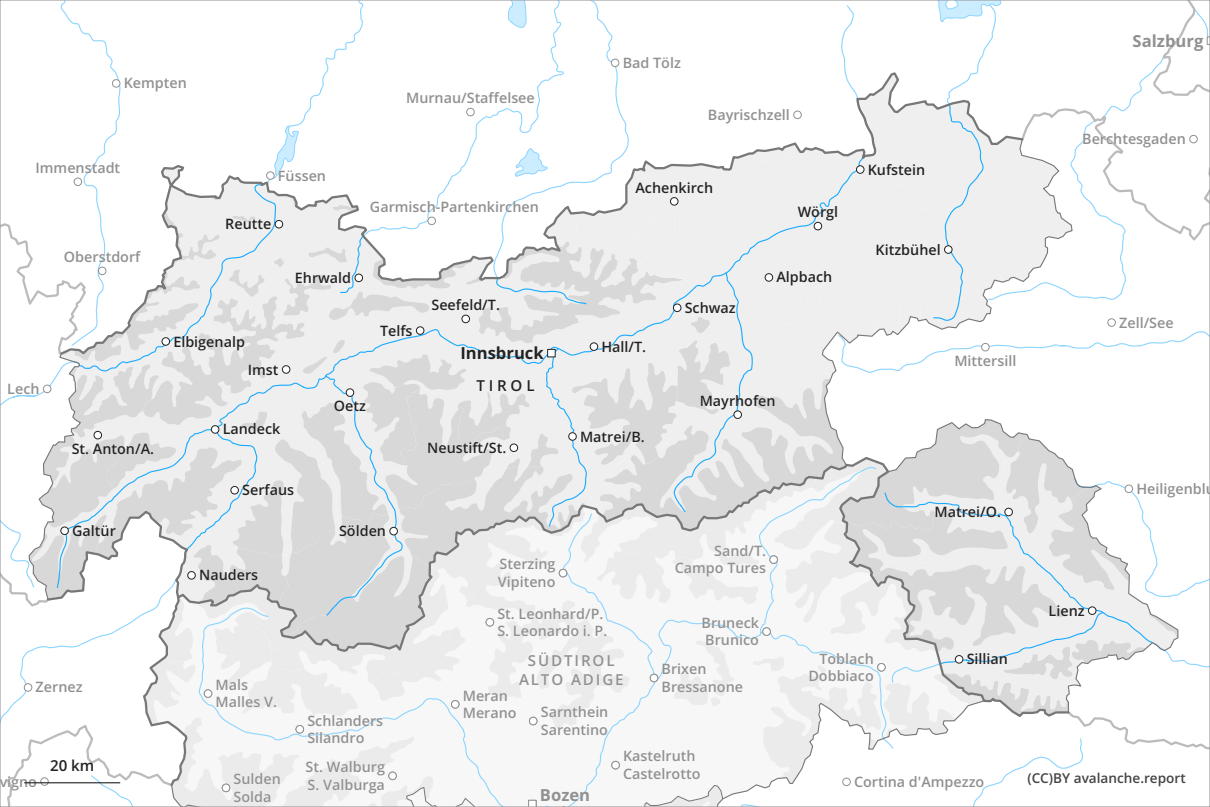 Salzburg
Bad Tölz
Kempten
Murnau/Staffelsee
Bayrischzell
Berchtesgaden
Immenstadt
Füssen
Kufstein
Achenkirch
Garmisch-Partenkirchen
Wörgl
Reutte
Kitzbühel
Oberstdorf
Ehrwald
Alpbach
Seefeld/T.
Schwaz
Zell/See
Telfs
Elbigenalp
Innsbruck
Hall/T.
Mittersill
Imst
TIROL
Lech
Oetz
Mayrhofen
Landeck
Matrei/B.
St. Anton/A.
Neustift/St.
Serfaus
Heiligenblu
Matrei/O.
Galtür
Sölden
Sand/T.
Campo Tures
Sterzing
Vipiteno
Nauders
Lienz
St. Leonhard/P.
S. Leonardo i. P.
Bruneck
Brunico
SÜDTIROL
ALTO ADIGE
Sillian
Toblach
Dobbiaco
Brixen
Bressanone
Zernez
Mals
Malles V.
Meran
Merano
Sarnthein
Sarentino
Schlanders
Silandro
Kastelruth
Castelrotto
20 km
St. Walburg
S. Valburga
vigno
Sulden
Solda
Cortina d'Ampezzo
(CC)BY avalanche.report
Bozen